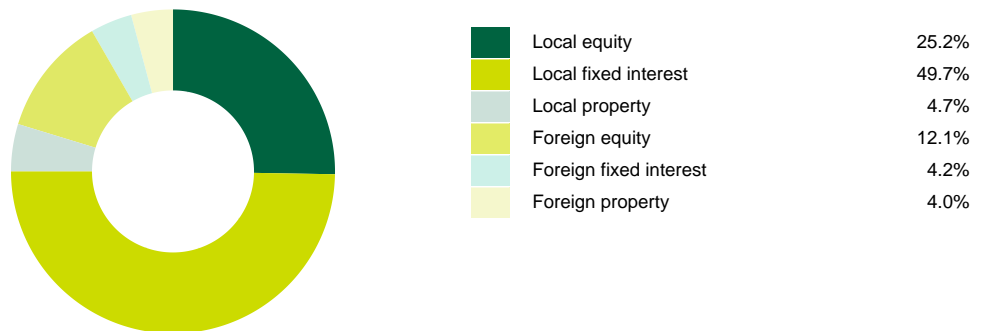 Local equity 25.2%
Local fixed interest 49.7%
Local property 4.7%
Foreign equity 12.1%
Foreign fixed interest 4.2%
Foreign property 4.0%